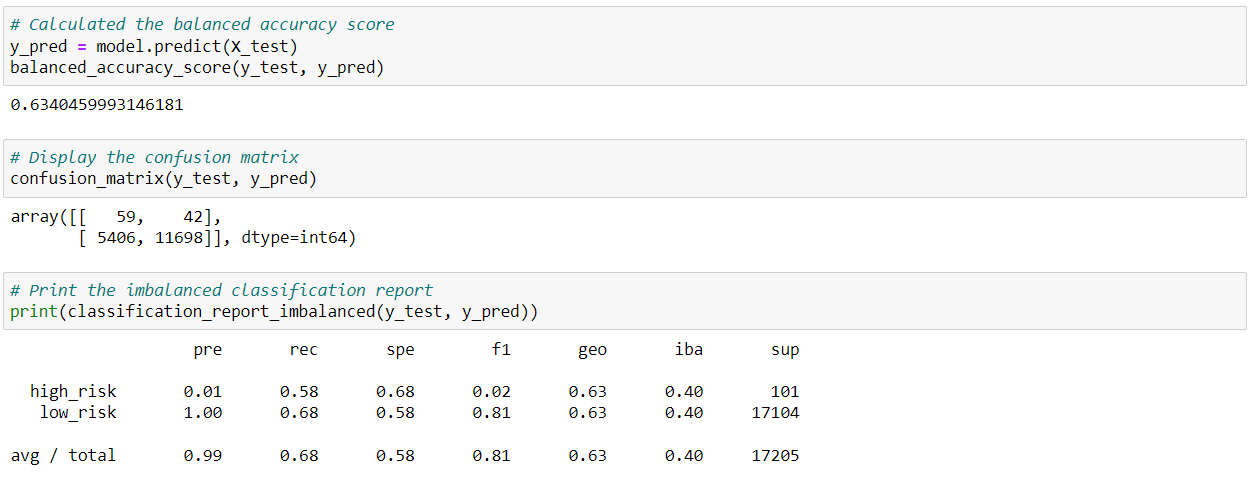 # Calculated the balanced accuracy score
y_pred = model.predict(X_test)
balanced_accuracy_score(y_test, y_pred)
0.6340459993146181
# Display the confusion matrix
confusion_matrix(y_test, y_pred)
array([[   59,    42],
       [ 5406, 11698]], dtype=int64)
# Print the imbalanced classification report
print(classification_report_imbalanced(y_test, y_pred))
                   pre       rec       spe        f1       geo       iba       sup
  high_risk       0.01      0.58      0.68      0.02      0.63      0.40       101
   low_risk       1.00      0.68      0.58      0.81      0.63      0.40     17104
avg / total       0.99      0.68      0.58      0.81      0.63      0.40     17205